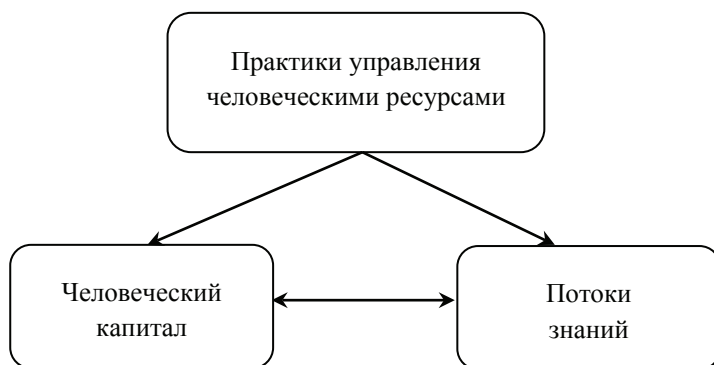 Практики управления
человеческими ресурсами
Человеческий
капитал
Потоки
знаний